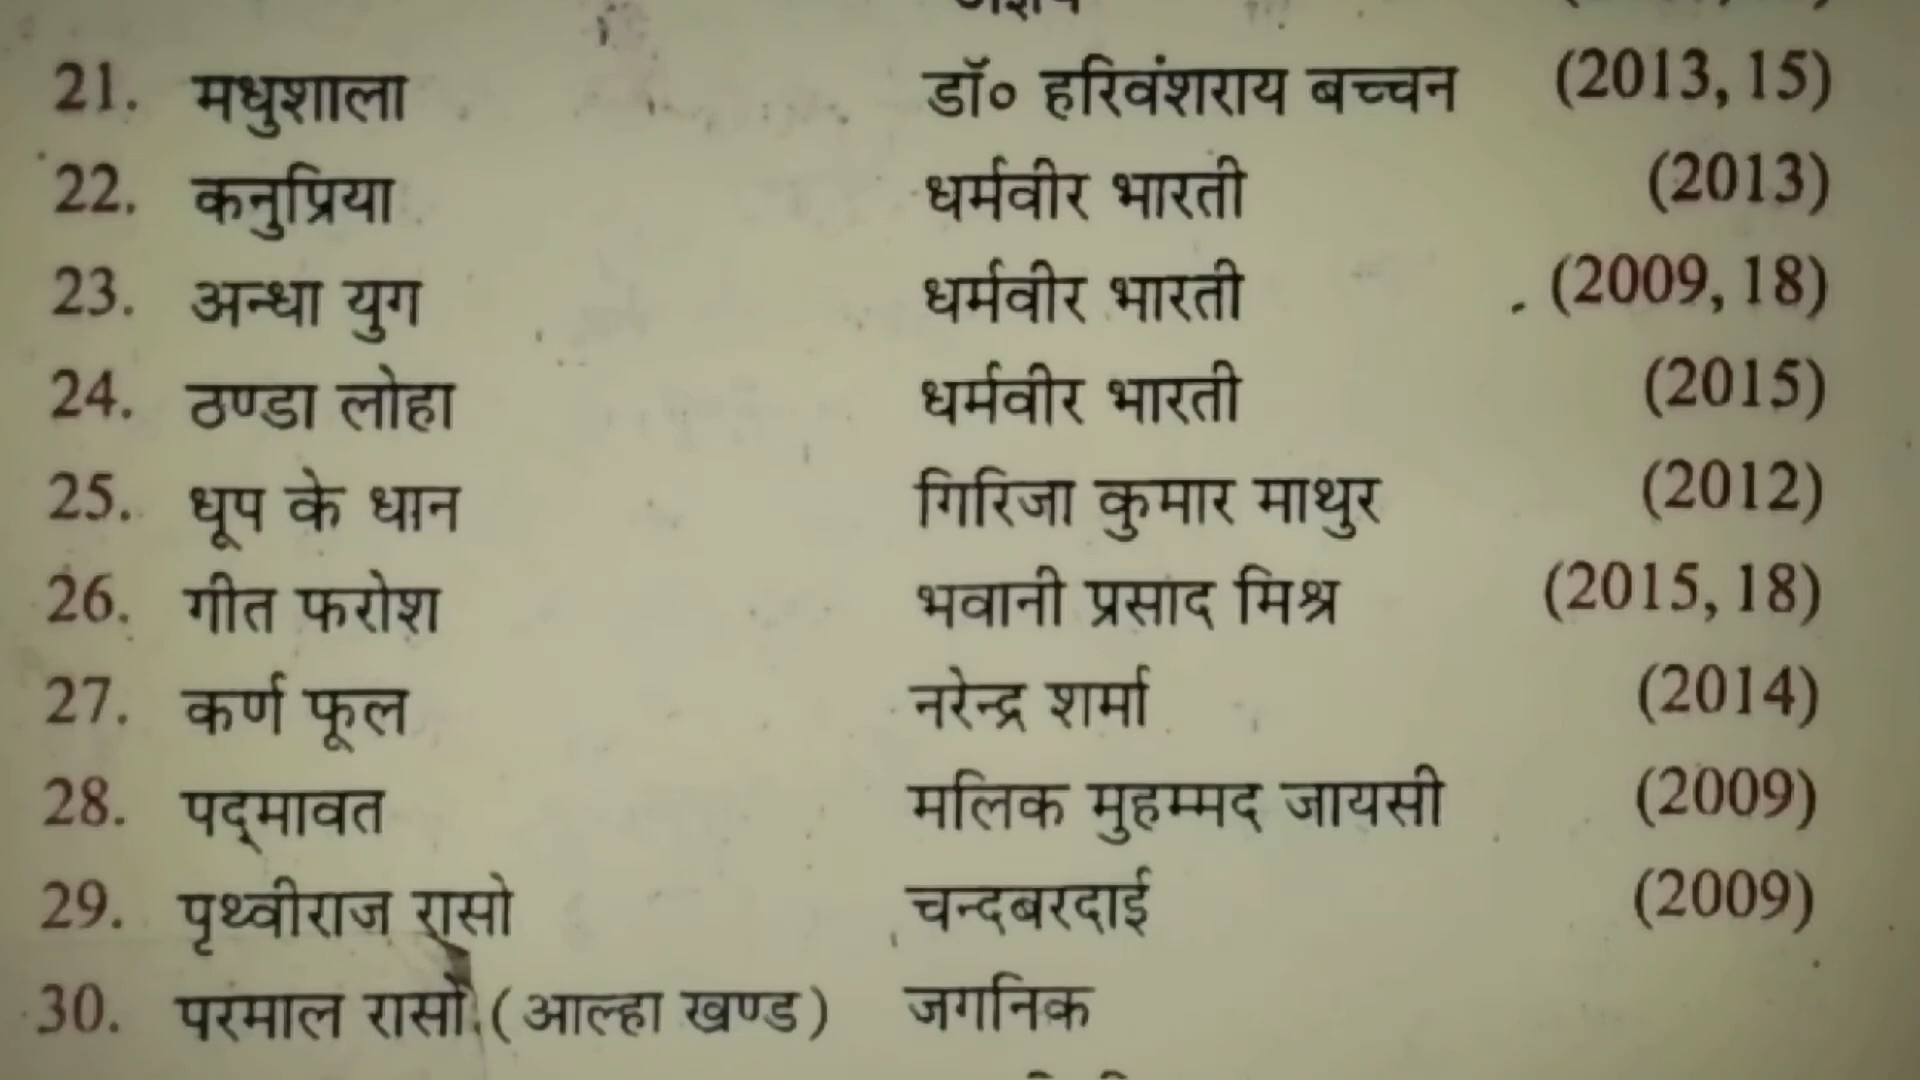 21. मधुशाला डॉ० हरिवंशराय बच्चन (2013, 15)
22. कनुप्रिया धर्मवीर भारती (2013)
23. अन्धा युग धर्मवीर भारती (2009, 18)
24. ठण्डा लोहा धर्मवीर भारती (2015)
25. धूप के धान गिरिजा कुमार माथुर (2012)
26. गीत फरोश भवानी प्रसाद मिश्र (2015, 18)
27. कर्ण फूल नरेन्द्र शर्मा (2014)
28. पद्‌मावत मलिक मुहम्मद जायसी (2009)
29. पृथ्वीराज रासो चन्दबरदाई (2009)
30. परमाल रासो (आल्हा खण्ड) जगनिक